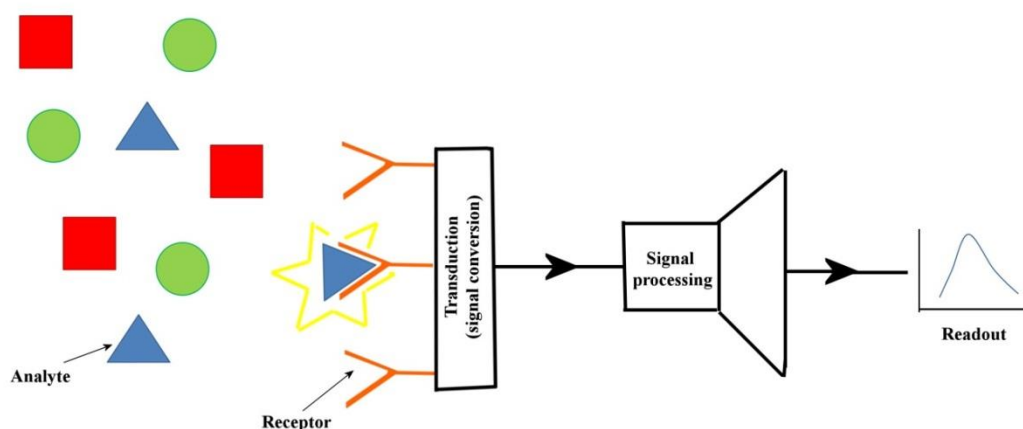 Analyte
Receptor
Transduction
(signal conversion)
Signal
processing
Readout